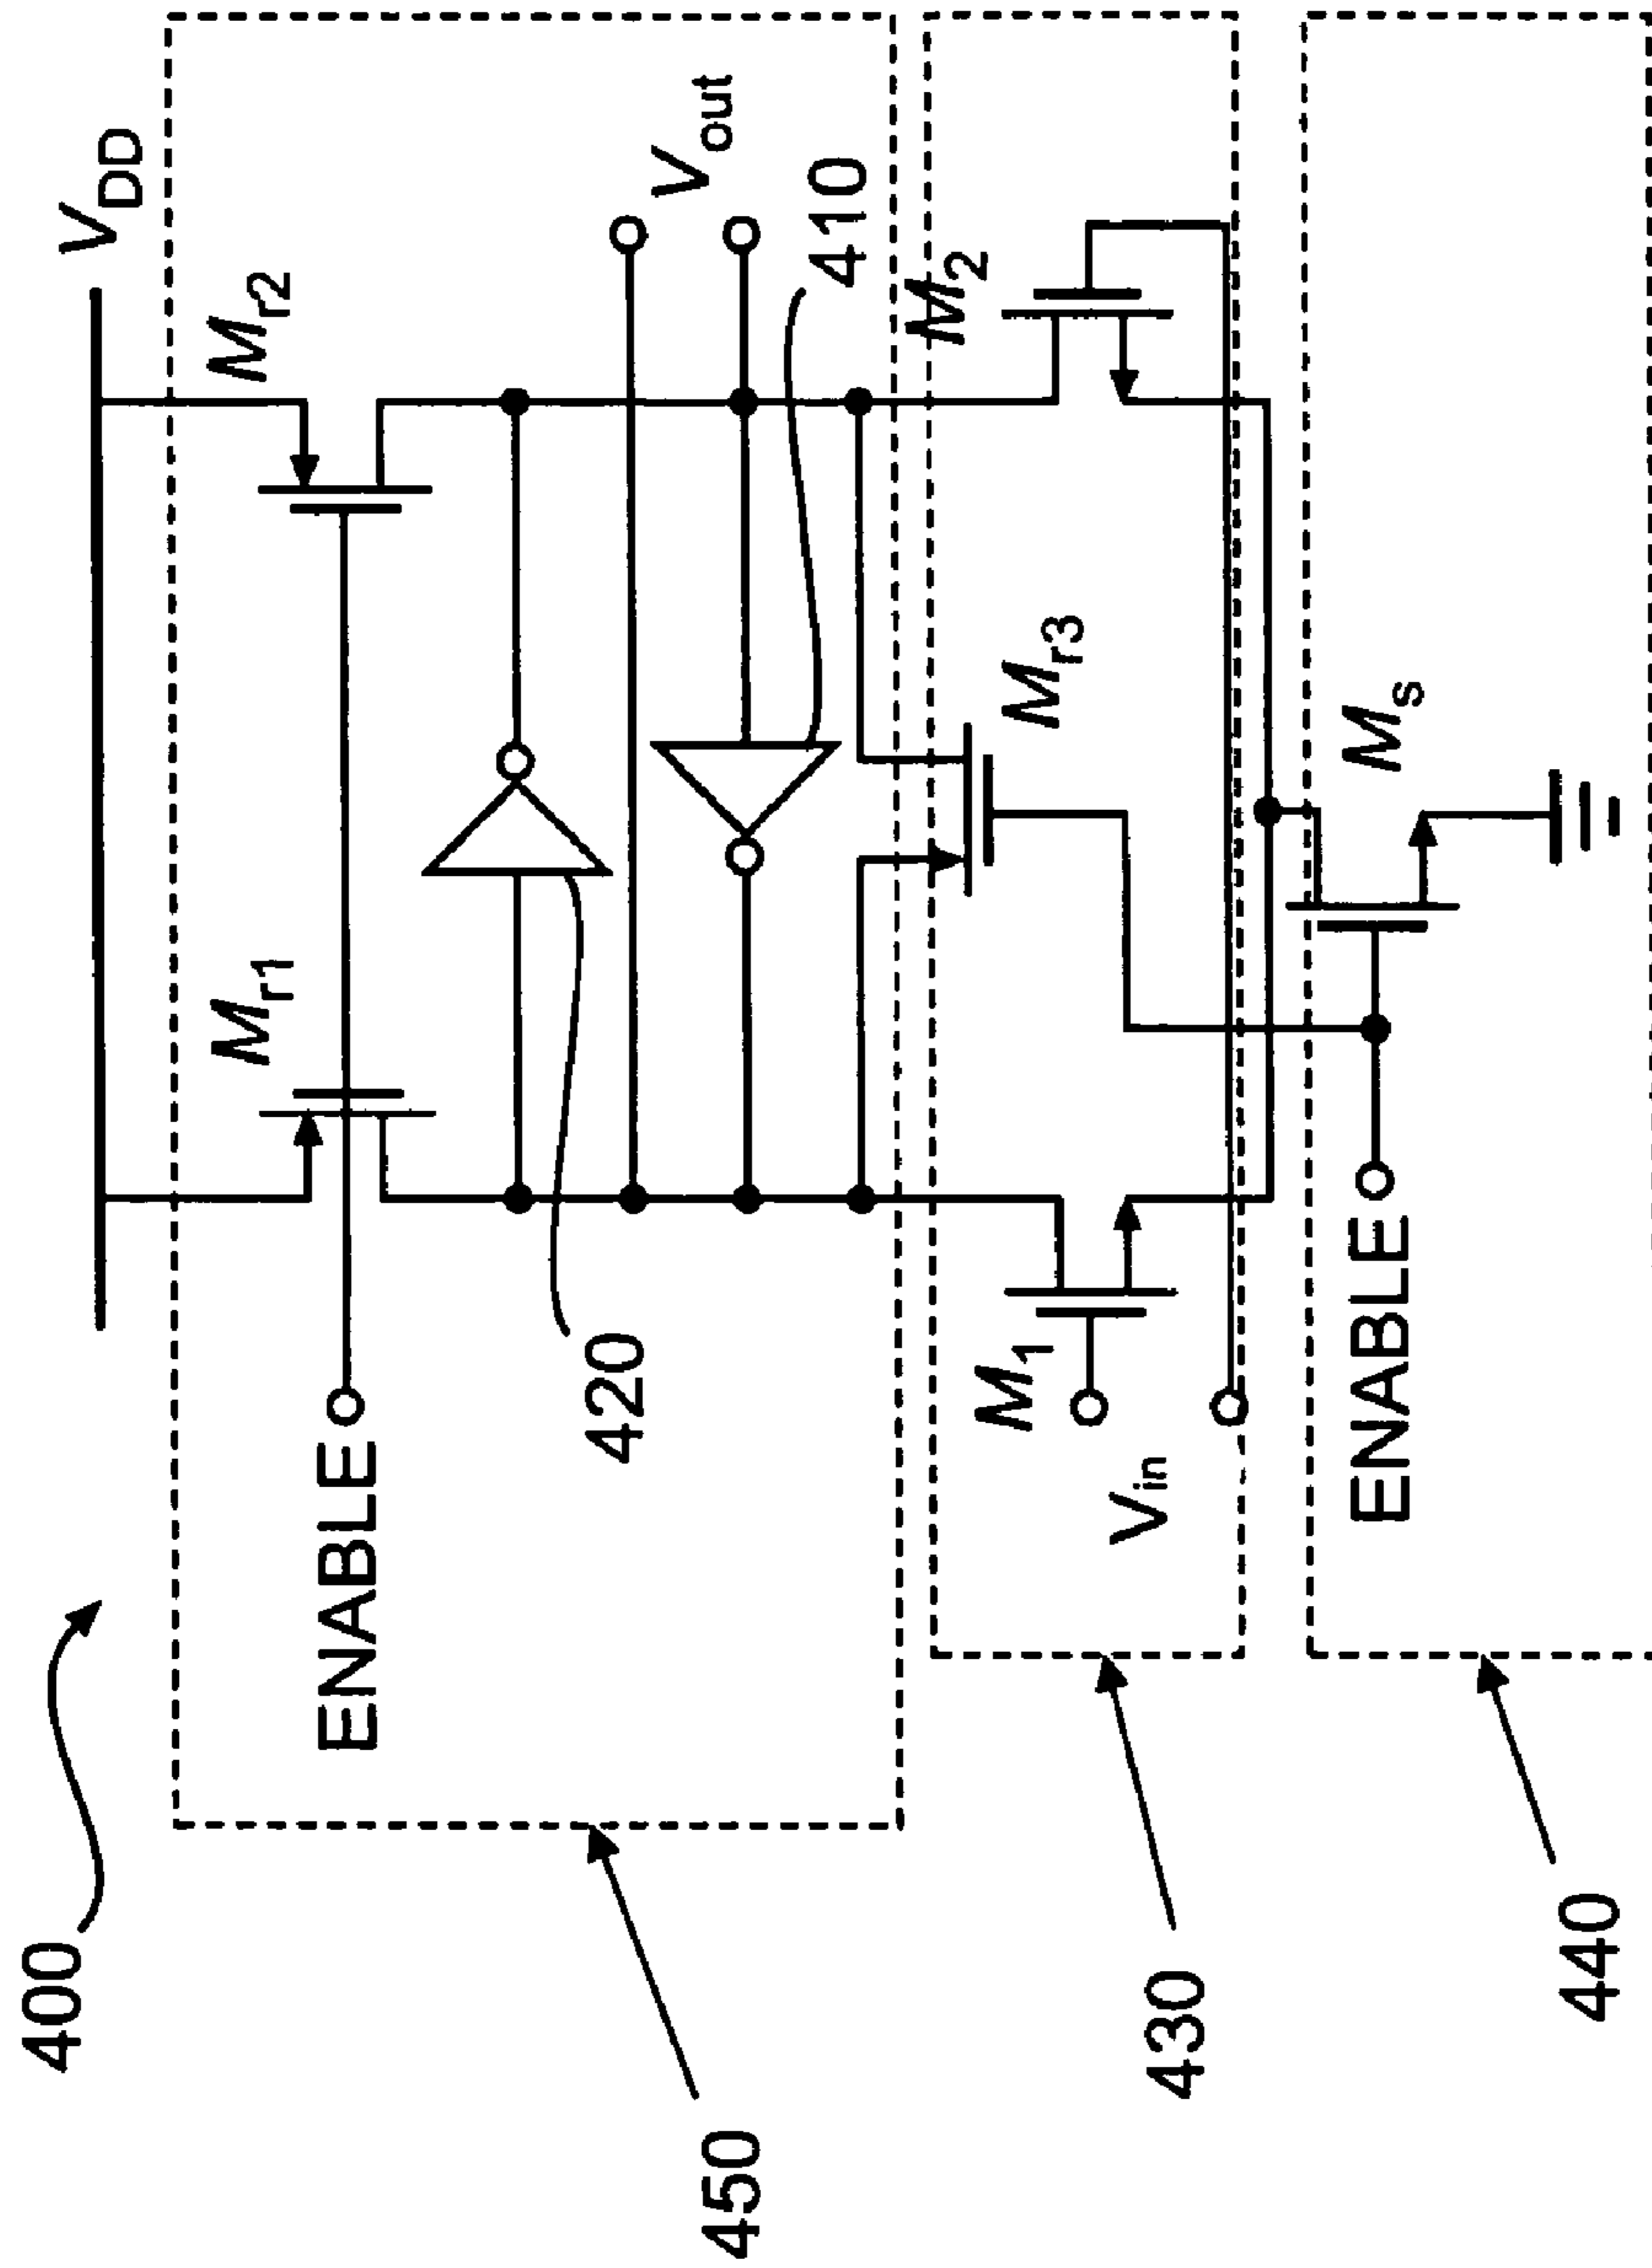 400
V_DD
M_r1
M_r2
ENABLE
420
V_out
410
450
M_1
M_2
M_r3
V_in
430
M_s
ENABLE
440